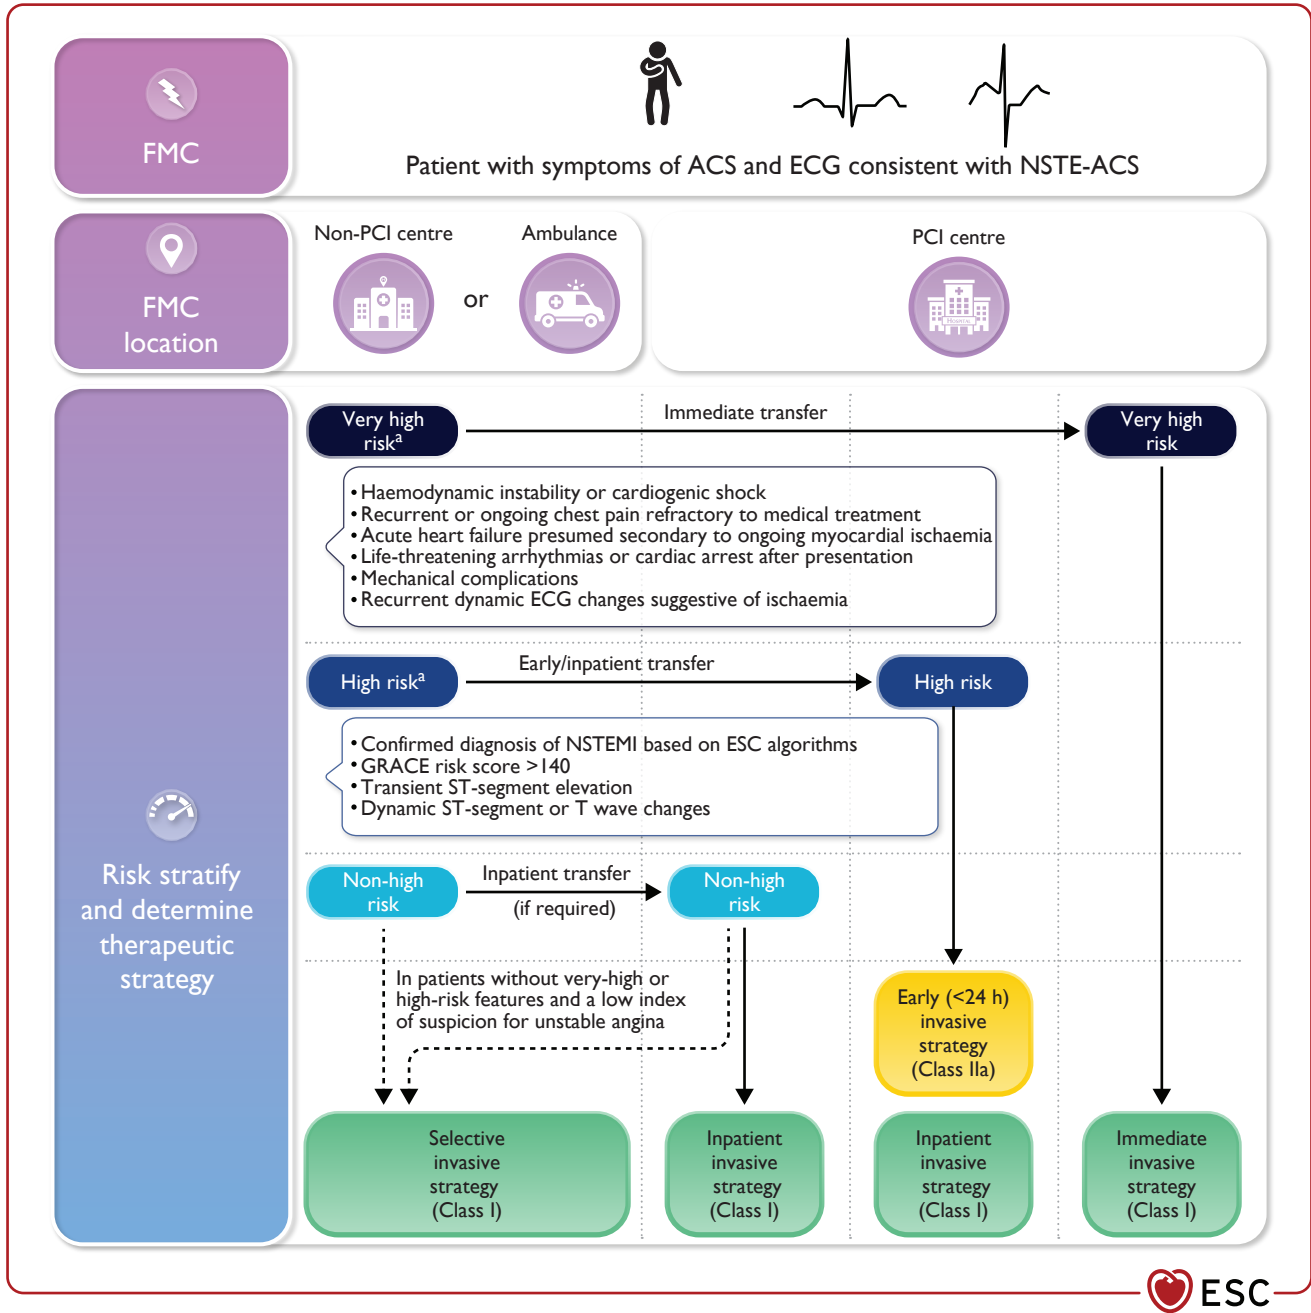 FMC
Patient with symptoms of ACS and ECG consistent with NSTE-ACS
FMC
location
Non-PCI centre
or
Ambulance
PCI centre
HOSPITAL
Risk stratify
and determine
therapeutic
strategy
Very high
riskᵃ
Immediate transfer
Very high
risk
• Haemodynamic instability or cardiogenic shock
• Recurrent or ongoing chest pain refractory to medical treatment
• Acute heart failure presumed secondary to ongoing myocardial ischaemia
• Life-threatening arrhythmias or cardiac arrest after presentation
• Mechanical complications
• Recurrent dynamic ECG changes suggestive of ischaemia
High riskᵃ
Early/inpatient transfer
High risk
• Confirmed diagnosis of NSTEMI based on ESC algorithms
• GRACE risk score >140
• Transient ST-segment elevation
• Dynamic ST-segment or T wave changes
Non-high
risk
Inpatient transfer
(if required)
Non-high
risk
In patients without very-high or
high-risk features and a low index
of suspicion for unstable angina
Early (<24 h)
invasive
strategy
(Class IIa)
Selective
invasive
strategy
(Class I)
Inpatient
invasive
strategy
(Class I)
Inpatient
invasive
strategy
(Class I)
Immediate
invasive
strategy
(Class I)
ESC